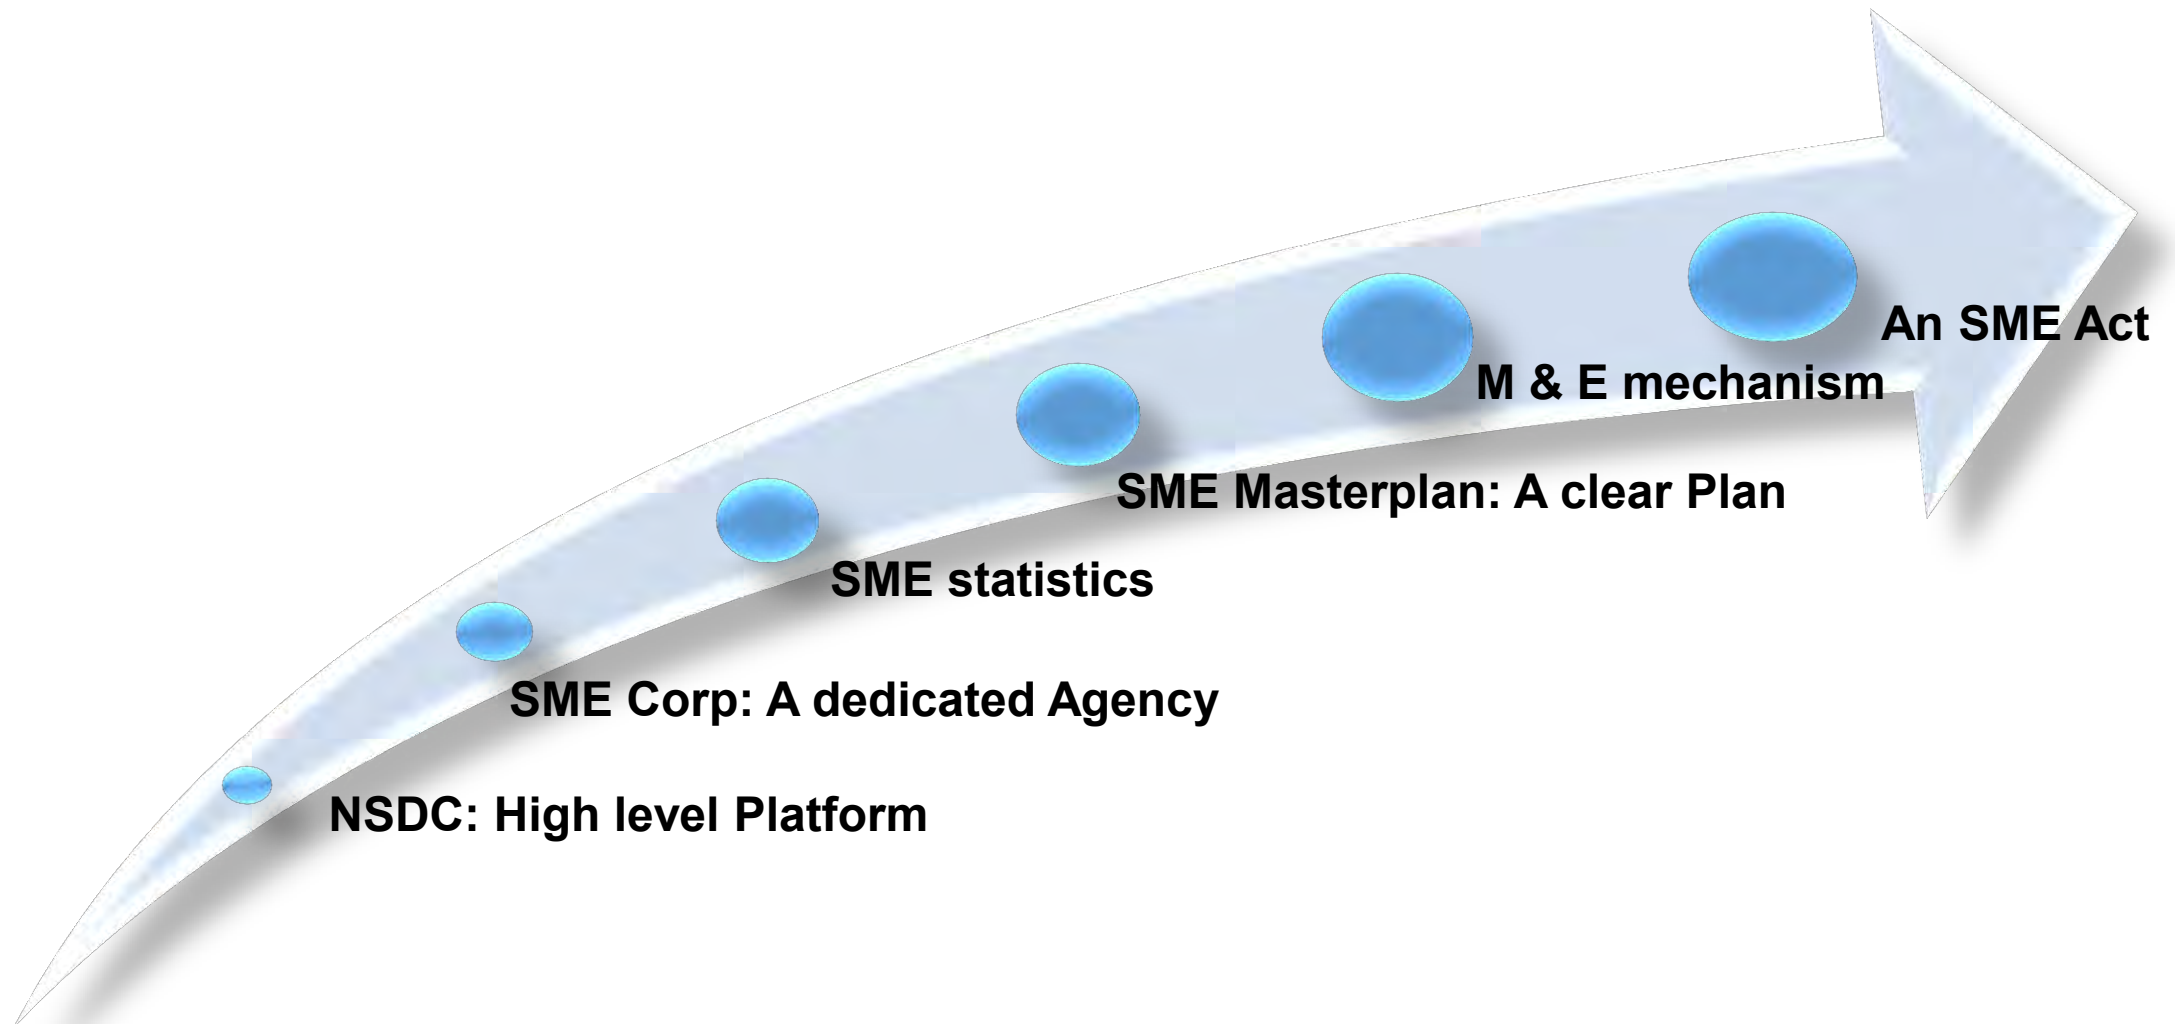 An SME Act
M & E mechanism
SME Masterplan: A clear Plan
SME statistics
SME Corp: A dedicated Agency
NSDC: High level Platform